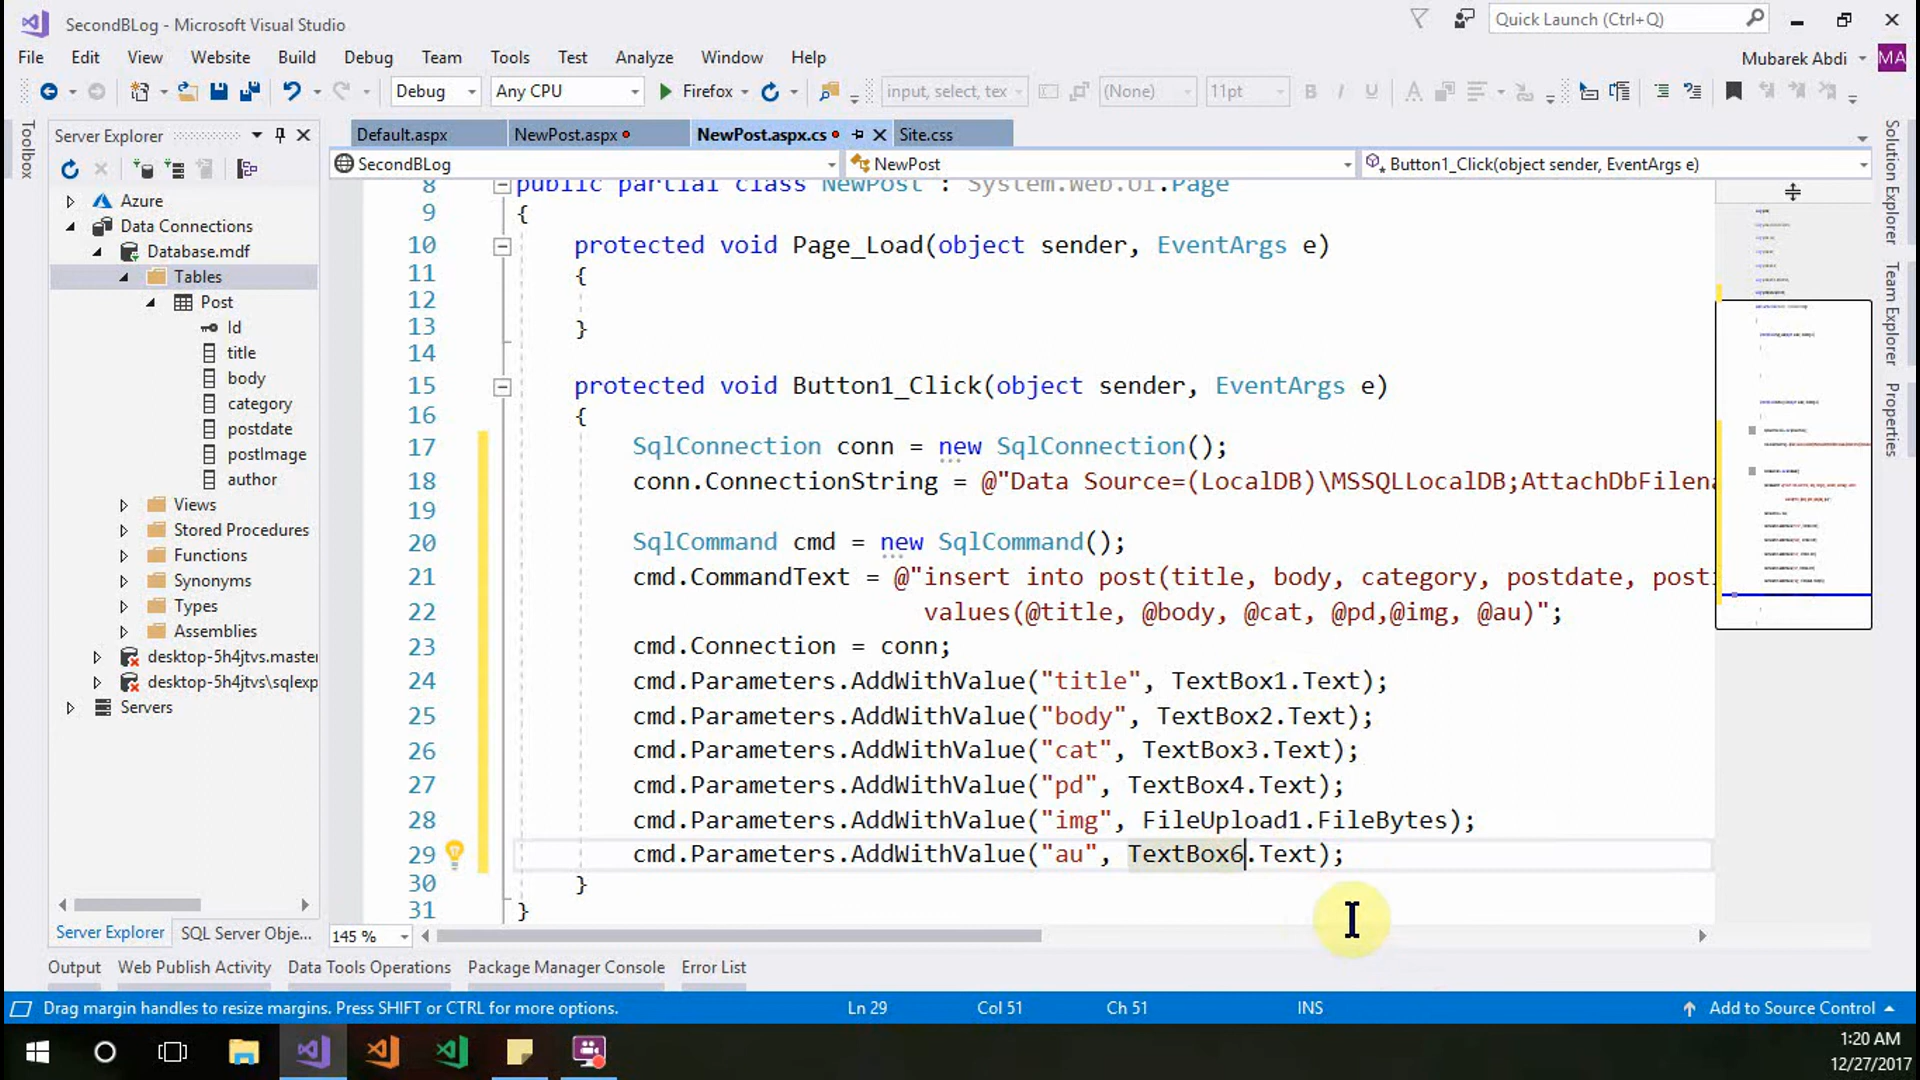 SecondBLog - Microsoft Visual Studio
Quick Launch (Ctrl+Q)
File Edit View Website Build Debug Team Tools Test Analyze Window Help
Mubarek Abdi MA
Debug Any CPU Firefox input, select, tex (None) 11pt
Toolbox
Server Explorer
Default.aspx NewPost.aspx NewPost.aspx.cs Site.css
SecondBLog NewPost Button1_Click(object sender, EventArgs e)
Azure
Data Connections
Database.mdf
Tables
Post
Id
title
body
category
postdate
postImage
author
Views
Stored Procedures
Functions
Synonyms
Types
Assemblies
desktop-5h4jtvs.master
desktop-5h4jtvs\sqlexp
Servers
Server Explorer SQL Server Obje...
8 public partial class NewPost : System.Web.UI.Page
9 {
10 protected void Page_Load(object sender, EventArgs e)
11 {
12
13 }
14
15 protected void Button1_Click(object sender, EventArgs e)
16 {
17 SqlConnection conn = new SqlConnection();
18 conn.ConnectionString = @"Data Source=(LocalDB)\MSSQLLocalDB;AttachDbFilena
19
20 SqlCommand cmd = new SqlCommand();
21 cmd.CommandText = @"insert into post(title, body, category, postdate, posti
22 values(@title, @body, @cat, @pd,@img, @au)";
23 cmd.Connection = conn;
24 cmd.Parameters.AddWithValue("title", TextBox1.Text);
25 cmd.Parameters.AddWithValue("body", TextBox2.Text);
26 cmd.Parameters.AddWithValue("cat", TextBox3.Text);
27 cmd.Parameters.AddWithValue("pd", TextBox4.Text);
28 cmd.Parameters.AddWithValue("img", FileUpload1.FileBytes);
29 cmd.Parameters.AddWithValue("au", TextBox6.Text);
30 }
31 }
145 %
Solution Explorer
Team Explorer
Properties
Output Web Publish Activity Data Tools Operations Package Manager Console Error List
Drag margin handles to resize margins. Press SHIFT or CTRL for more options. Ln 29 Col 51 Ch 51 INS Add to Source Control
1:20 AM
12/27/2017